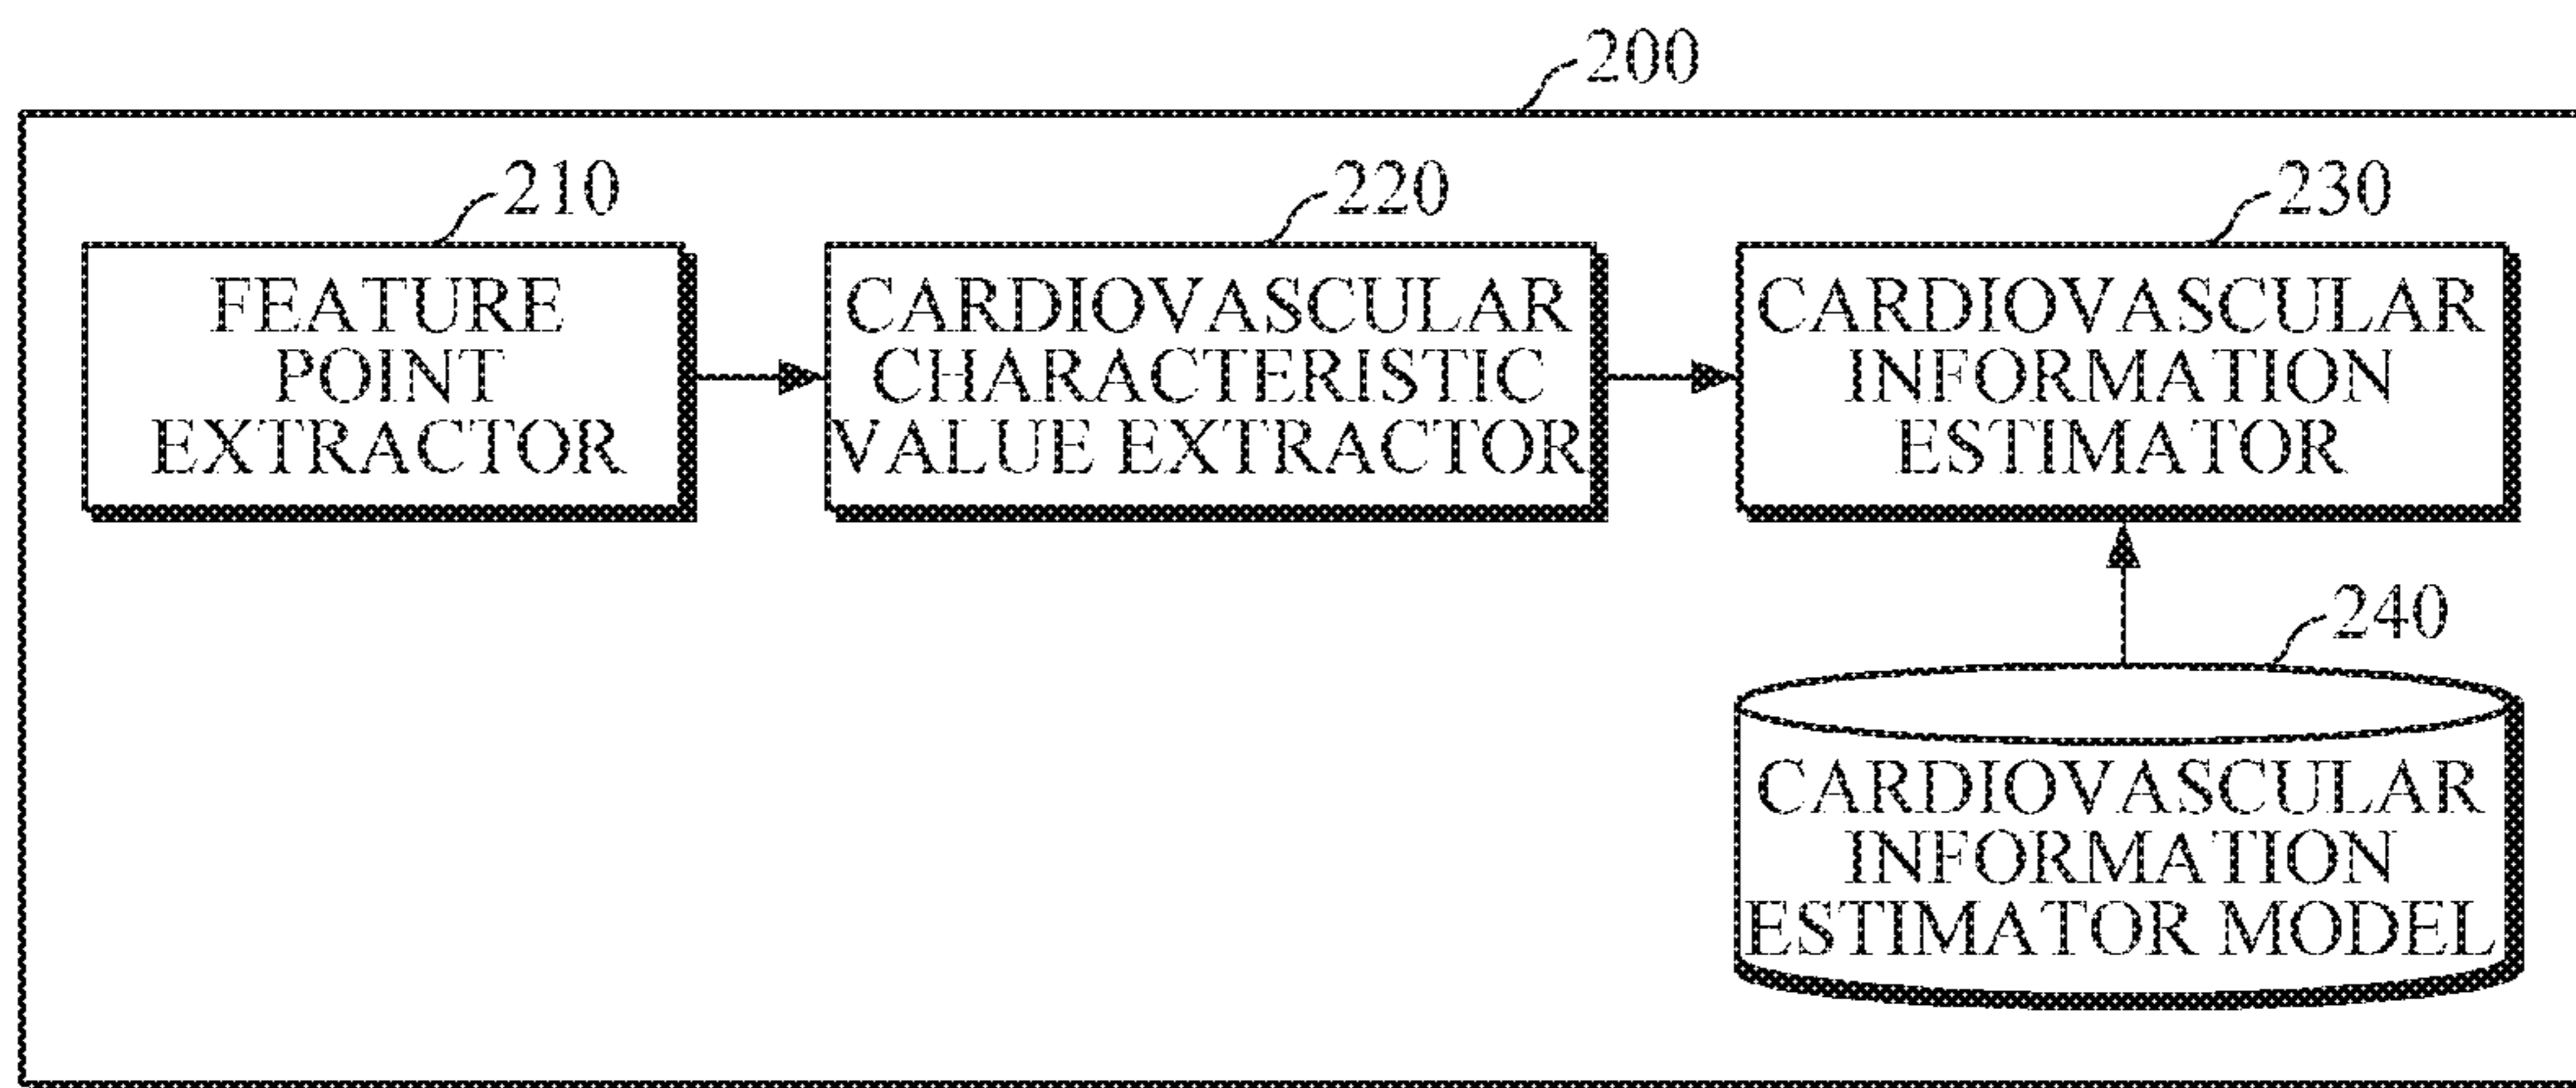 200
210
FEATURE
POINT
EXTRACTOR
220
CARDIOVASCULAR
CHARACTERISTIC
VALUE EXTRACTOR
230
CARDIOVASCULAR
INFORMATION
ESTIMATOR
240
CARDIOVASCULAR
INFORMATION
ESTIMATOR MODEL